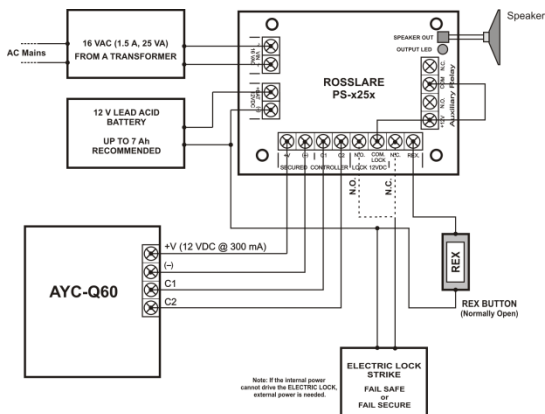 Speaker
16 VAC (1.5 A, 25 VA)
FROM A TRANSFORMER
AC Mains
SPEAKER OUT
OUTPUT LED
ROSSLARE
PS-x25x
N.C.
COM
N.O.
+12V
Auxiliary Relay
12 V LEAD ACID
BATTERY
UP TO 7 Ah
RECOMMENDED
+V
(–)
C1
C2
N.O.
COM.
LOCK
N.C.
REX.
SECURED
CONTROLLER
LOCK 12VDC
N.O.
N.C.
AYC-Q60
+V (12 VDC @ 300 mA)
(–)
C1
C2
REX
REX BUTTON
(Normally Open)
Note: If the internal power
cannot drive the ELECTRIC LOCK,
external power is needed.
ELECTRIC LOCK
STRIKE
FAIL SAFE
or
FAIL SECURE